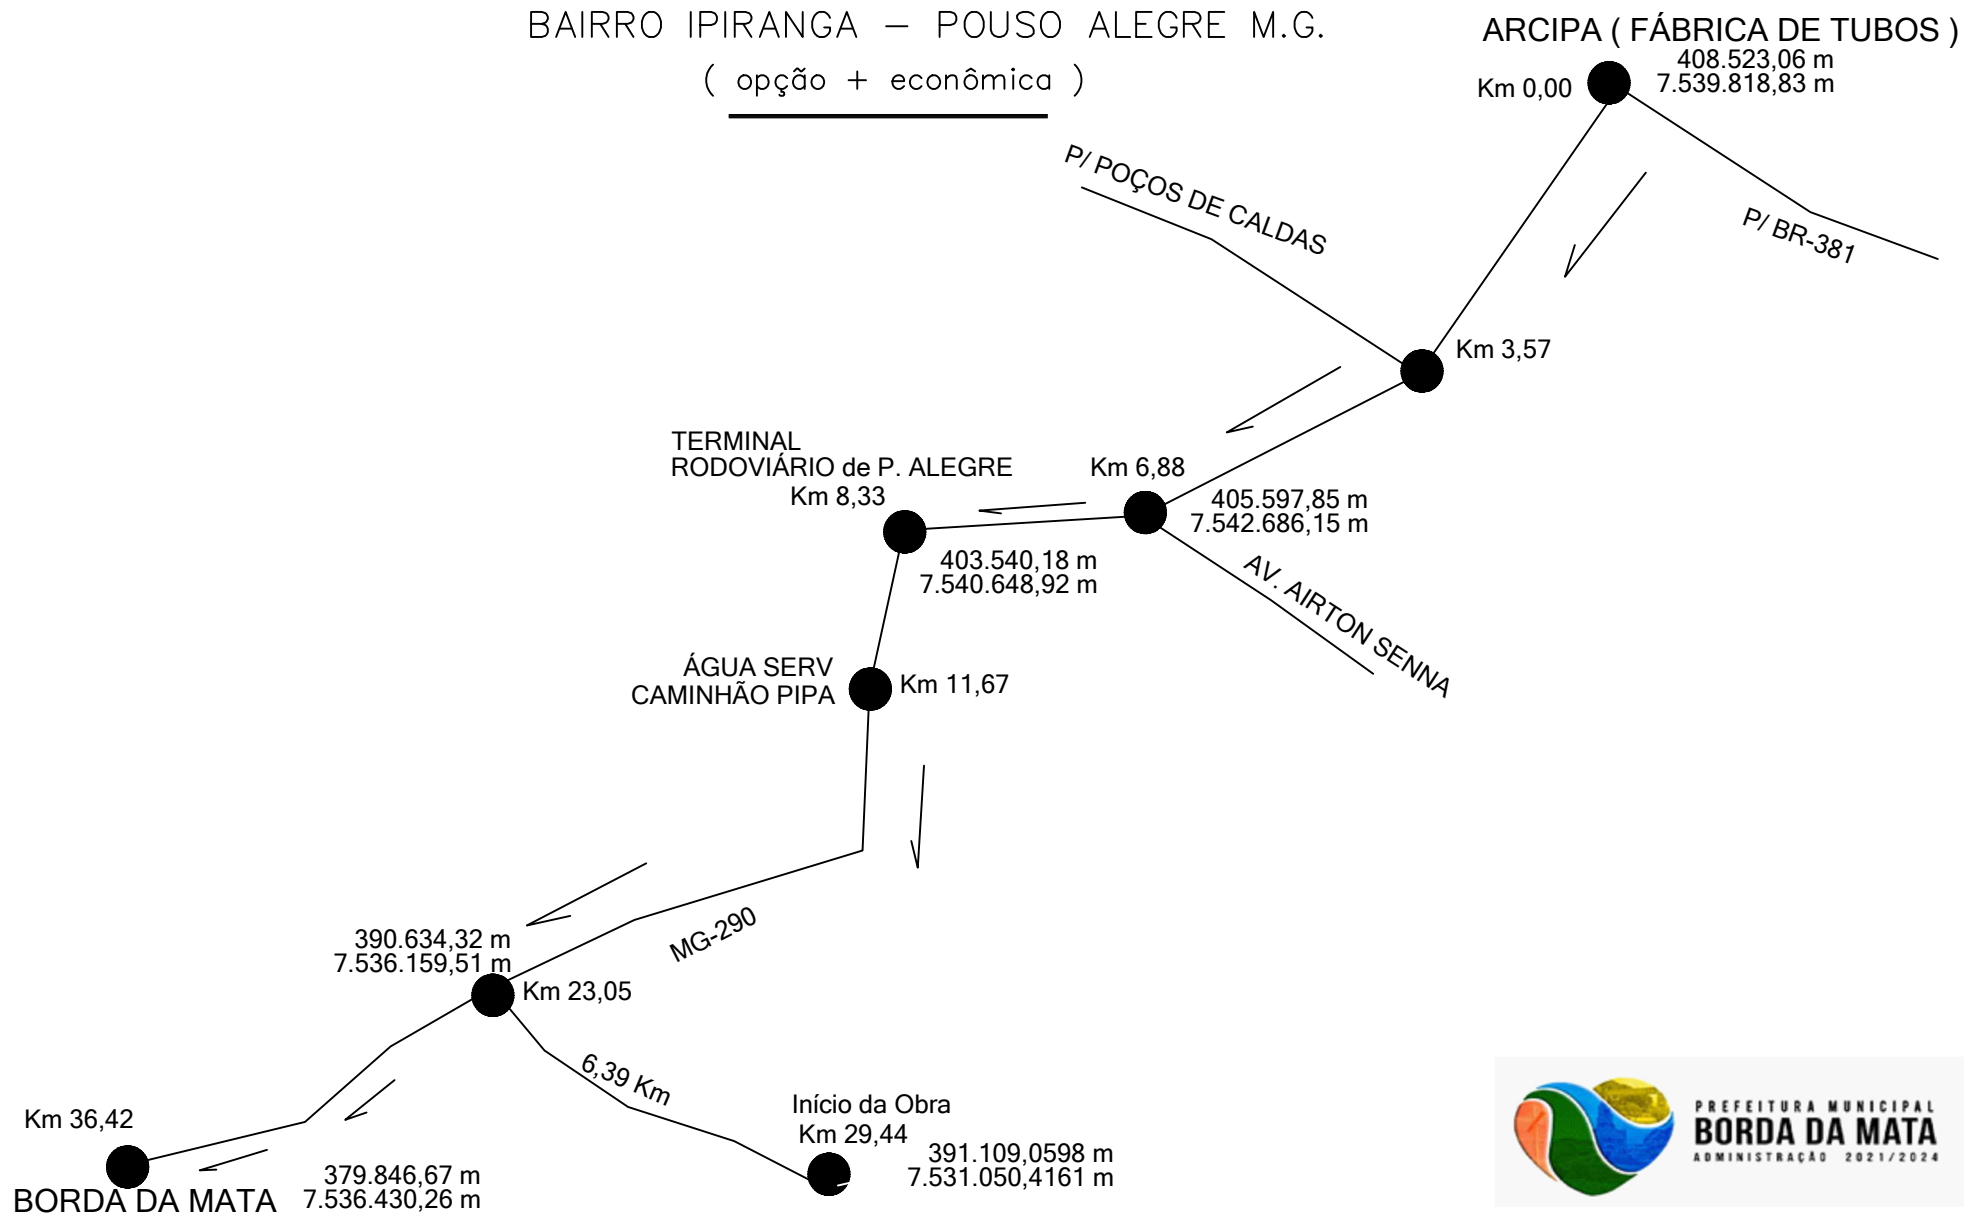 BAIRRO IPIRANGA – POUSO ALEGRE M.G.
( opção + econômica )
ARCIPA ( FÁBRICA DE TUBOS )
408.523,06 m
7.539.818,83 m
Km 0,00
P/ POÇOS DE CALDAS
P/ BR-381
Km 3,57
TERMINAL
RODOVIÁRIO de P. ALEGRE
Km 8,33
Km 6,88
405.597,85 m
7.542.686,15 m
403.540,18 m
7.540.648,92 m
AV. AIRTON SENNA
ÁGUA SERV
CAMINHÃO PIPA
Km 11,67
MG-290
390.634,32 m
7.536.159,51 m
Km 23,05
6,39 Km
Início da Obra
Km 29,44
391.109,0598 m
7.531.050,4161 m
Km 36,42
BORDA DA MATA
379.846,67 m
7.536.430,26 m
PREFEITURA MUNICIPAL
BORDA DA MATA
ADMINISTRAÇÃO 2021/2024